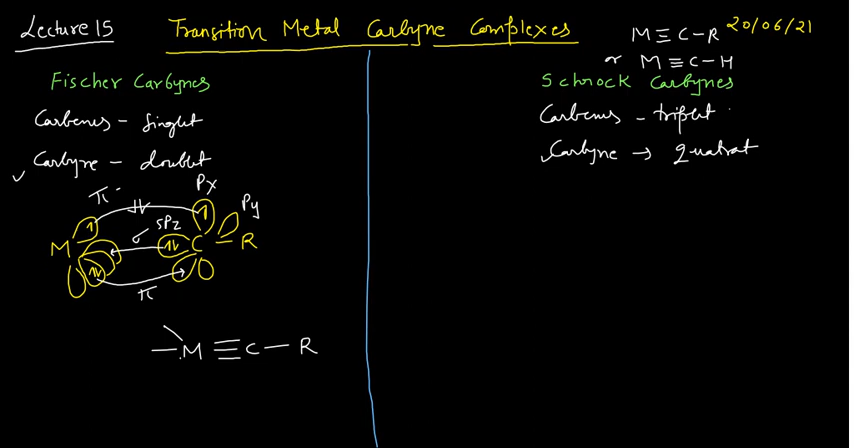 Lecture 15
Transition Metal Carbyne Complexes
M≡C-R
20/06/21
or M≡C-H
Fischer Carbynes
Carbenes - singlet
Carbyne - doublet
π
Px
Py
σ
SPz
M
C - R
π
M≡C-R
Schrock Carbynes
Carbenes - triplet
Carbyne → quatrat